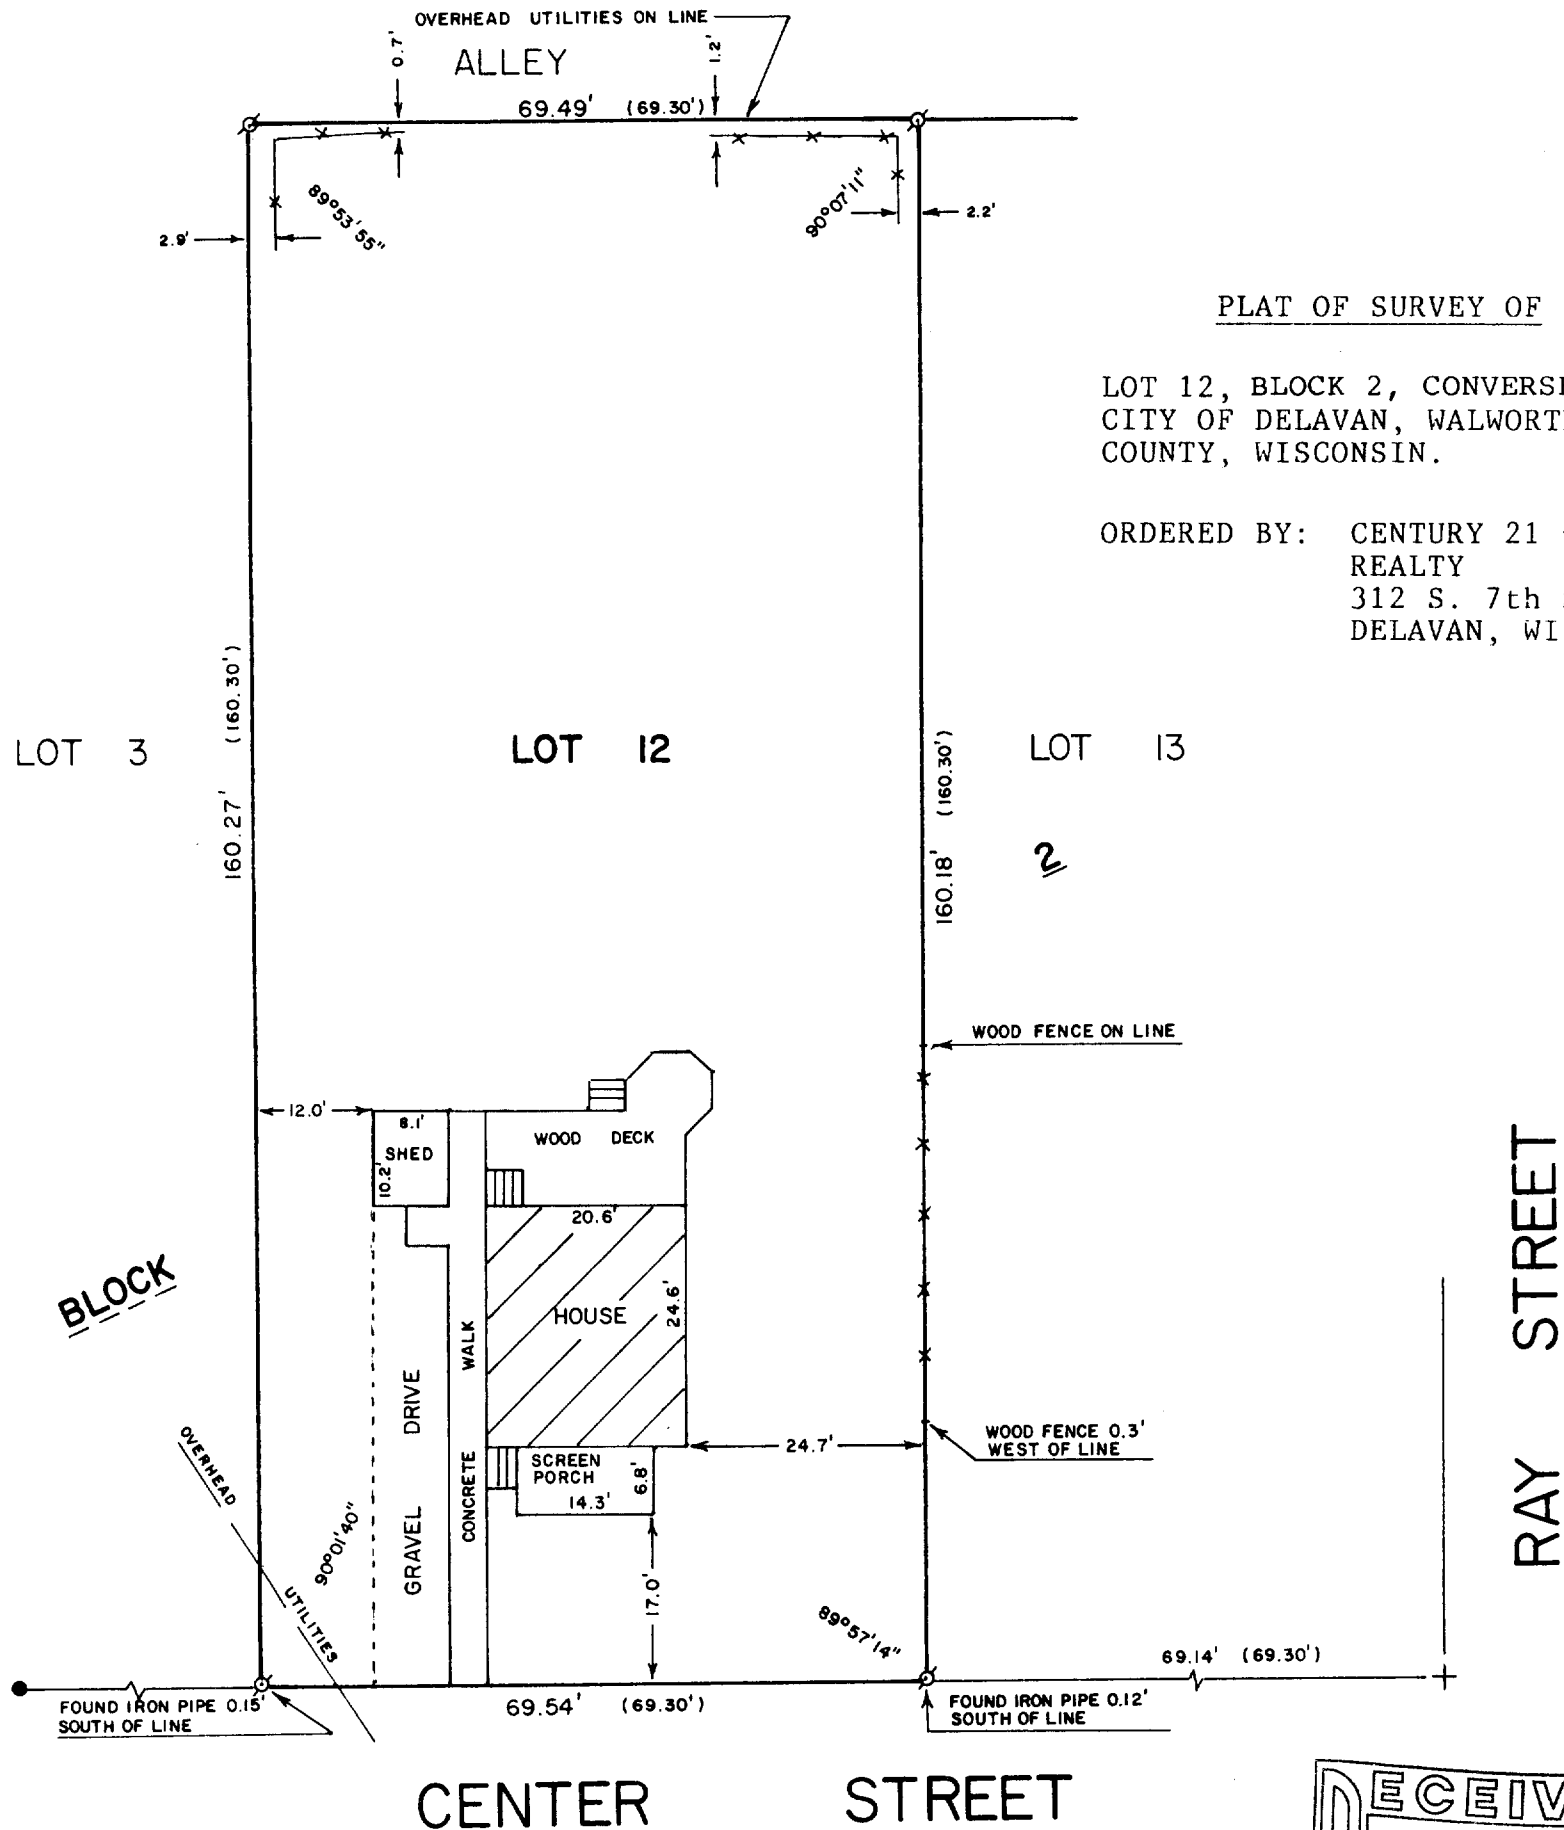 OVERHEAD UTILITIES ON LINE
ALLEY
0.7'
1.2'
69.49' (69.30')
89°53'55"
90°07'11"
2.9'
2.2'
PLAT OF SURVEY OF
LOT 12, BLOCK 2,
CITY OF DELAVAN,
COUNTY, WISCONSIN.
ORDERED BY: CENTURY 21
REALTY
312 S. 7th
DELAVAN, WI
160.27' (160.30')
LOT 3
LOT 12
LOT 13
160.18' (160.30')
2
WOOD FENCE ON LINE
12.0'
8.1'
SHED
10.2'
WOOD DECK
20.6'
HOUSE
24.6'
BLOCK
RAY STREET
GRAVEL DRIVE
CONCRETE WALK
24.7'
WOOD FENCE 0.3'
WEST OF LINE
SCREEN
PORCH
14.3'
6.8'
17.0'
OVERHEAD UTILITIES
90°01'40"
89°57'14"
69.14' (69.30')
FOUND IRON PIPE 0.15'
SOUTH OF LINE
69.54' (69.30')
FOUND IRON PIPE 0.12'
SOUTH OF LINE
CENTER STREET